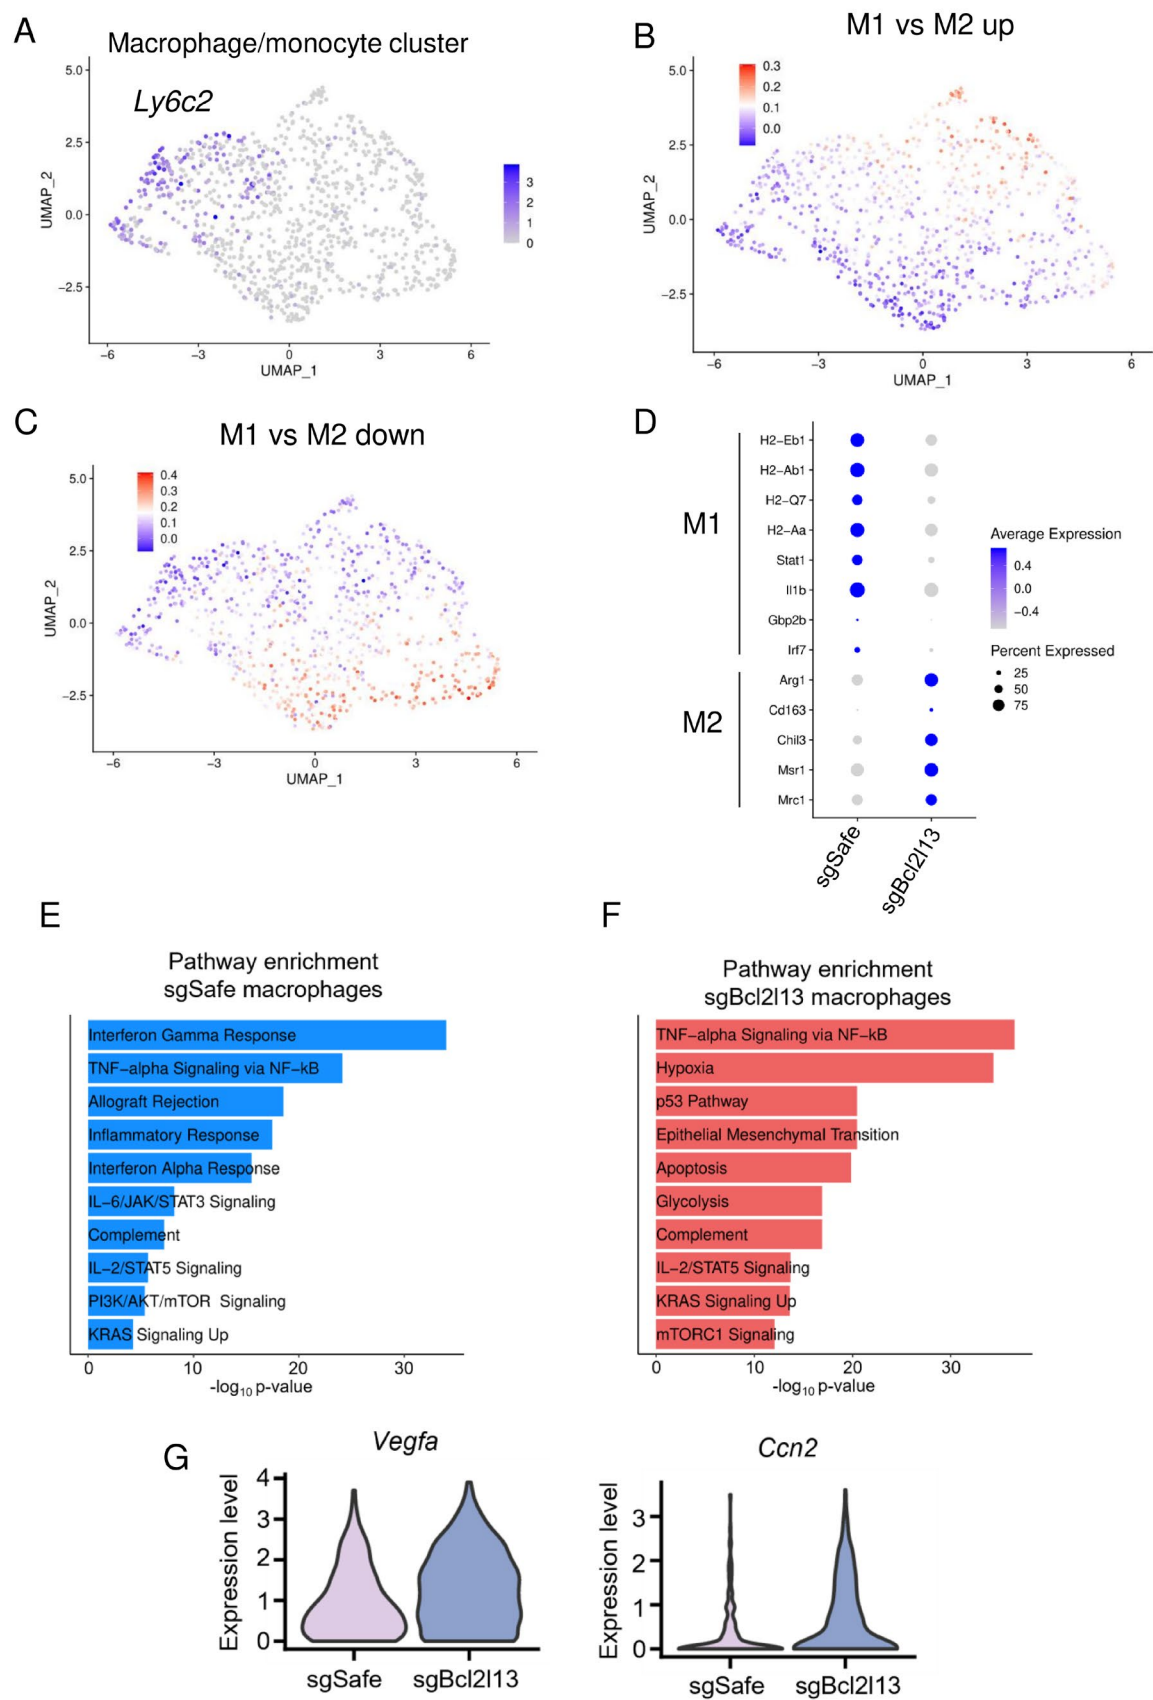 A
Macrophage/monocyte cluster
Ly6c2
5.0
2.5
0.0
−2.5
UMAP_2
−6
−3
0
3
6
UMAP_1
3
2
1
0
B
M1 vs M2 up
0.3
0.2
0.1
0.0
5.0
2.5
0.0
−2.5
UMAP_2
−6
−3
0
3
6
UMAP_1
C
M1 vs M2 down
0.4
0.3
0.2
0.1
0.0
5.0
2.5
0.0
−2.5
UMAP_2
−6
−3
0
3
6
UMAP_1
D
M1
H2−Eb1
H2−Ab1
H2−Q7
H2−Aa
Stat1
Il1b
Gbp2b
Irf7
M2
Arg1
Cd163
Chil3
Msr1
Mrc1
sgSafe
sgBcl2l13
Average Expression
0.4
0.0
−0.4
Percent Expressed
25
50
75
E
Pathway enrichment
sgSafe macrophages
Interferon Gamma Response
TNF−alpha Signaling via NF−kB
Allograft Rejection
Inflammatory Response
Interferon Alpha Response
IL−6/JAK/STAT3 Signaling
Complement
IL−2/STAT5 Signaling
PI3K/AKT/mTOR Signaling
KRAS Signaling Up
0
10
20
30
-log10 p-value
F
Pathway enrichment
sgBcl2l13 macrophages
TNF−alpha Signaling via NF−kB
Hypoxia
p53 Pathway
Epithelial Mesenchymal Transition
Apoptosis
Glycolysis
Complement
IL−2/STAT5 Signaling
KRAS Signaling Up
mTORC1 Signaling
0
10
20
30
-log10 p-value
G
Vegfa
Expression level
4
3
2
1
0
sgSafe
sgBcl2l13
Ccn2
Expression level
3
2
1
0
sgSafe
sgBcl2l13